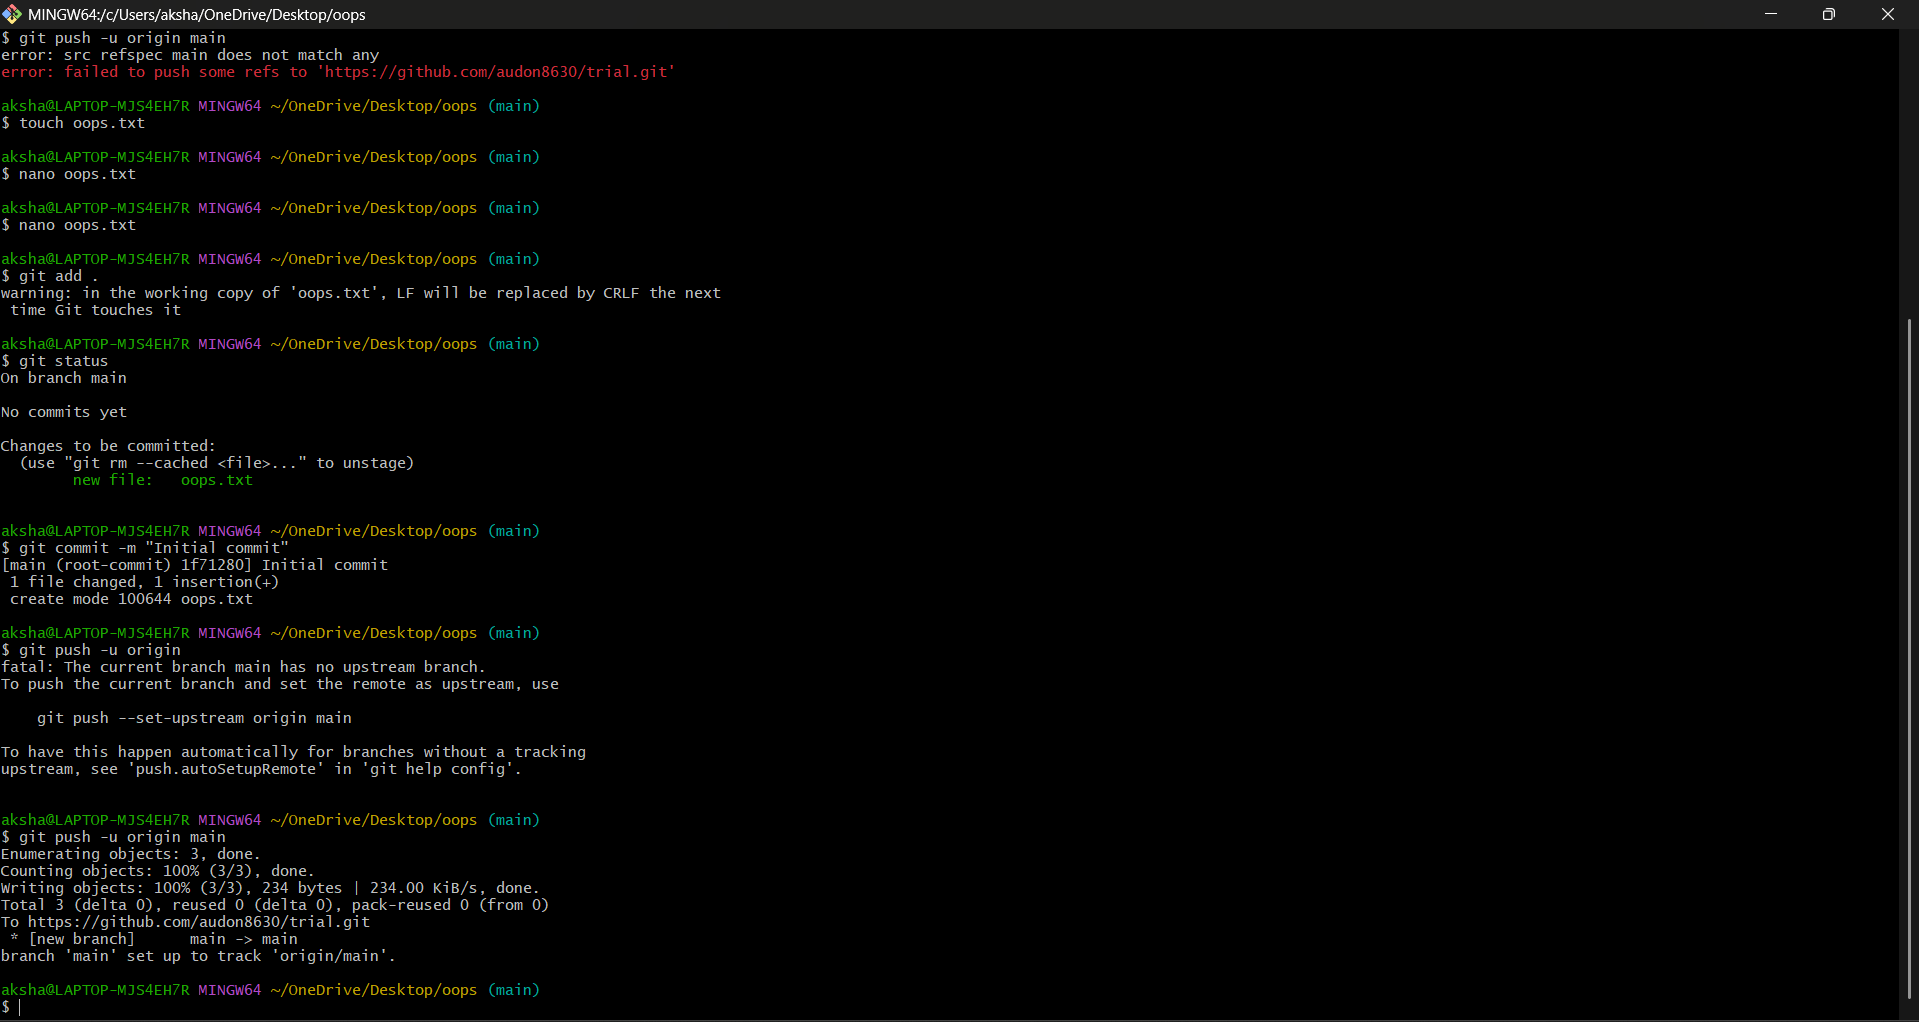 MINGW64:/c/Users/aksha/OneDrive/Desktop/oops
$ git push -u origin main
error: src refspec main does not match any
error: failed to push some refs to 'https://github.com/audon8630/trial.git'
aksha@LAPTOP-MJS4EH7R MINGW64 ~/OneDrive/Desktop/oops (main)
$ touch oops.txt
aksha@LAPTOP-MJS4EH7R MINGW64 ~/OneDrive/Desktop/oops (main)
$ nano oops.txt
aksha@LAPTOP-MJS4EH7R MINGW64 ~/OneDrive/Desktop/oops (main)
$ nano oops.txt
aksha@LAPTOP-MJS4EH7R MINGW64 ~/OneDrive/Desktop/oops (main)
$ git add .
warning: in the working copy of 'oops.txt', LF will be replaced by CRLF the next
 time Git touches it
aksha@LAPTOP-MJS4EH7R MINGW64 ~/OneDrive/Desktop/oops (main)
$ git status
On branch main
No commits yet
Changes to be committed:
  (use "git rm --cached <file>..." to unstage)
        new file:   oops.txt
aksha@LAPTOP-MJS4EH7R MINGW64 ~/OneDrive/Desktop/oops (main)
$ git commit -m "Initial commit"
[main (root-commit) 1f71280] Initial commit
 1 file changed, 1 insertion(+)
 create mode 100644 oops.txt
aksha@LAPTOP-MJS4EH7R MINGW64 ~/OneDrive/Desktop/oops (main)
$ git push -u origin
fatal: The current branch main has no upstream branch.
To push the current branch and set the remote as upstream, use
    git push --set-upstream origin main
To have this happen automatically for branches without a tracking
upstream, see 'push.autoSetupRemote' in 'git help config'.
aksha@LAPTOP-MJS4EH7R MINGW64 ~/OneDrive/Desktop/oops (main)
$ git push -u origin main
Enumerating objects: 3, done.
Counting objects: 100% (3/3), done.
Writing objects: 100% (3/3), 234 bytes | 234.00 KiB/s, done.
Total 3 (delta 0), reused 0 (delta 0), pack-reused 0 (from 0)
To https://github.com/audon8630/trial.git
 * [new branch]      main -> main
branch 'main' set up to track 'origin/main'.
aksha@LAPTOP-MJS4EH7R MINGW64 ~/OneDrive/Desktop/oops (main)
$